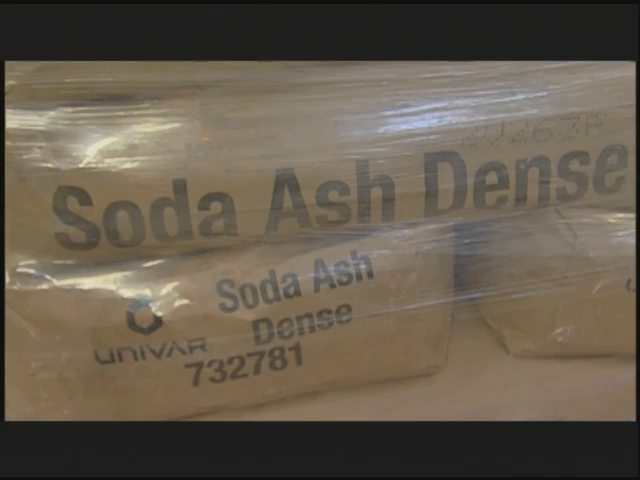 Soda Ash Dense
Soda Ash
Dense
UNIVAR
732781